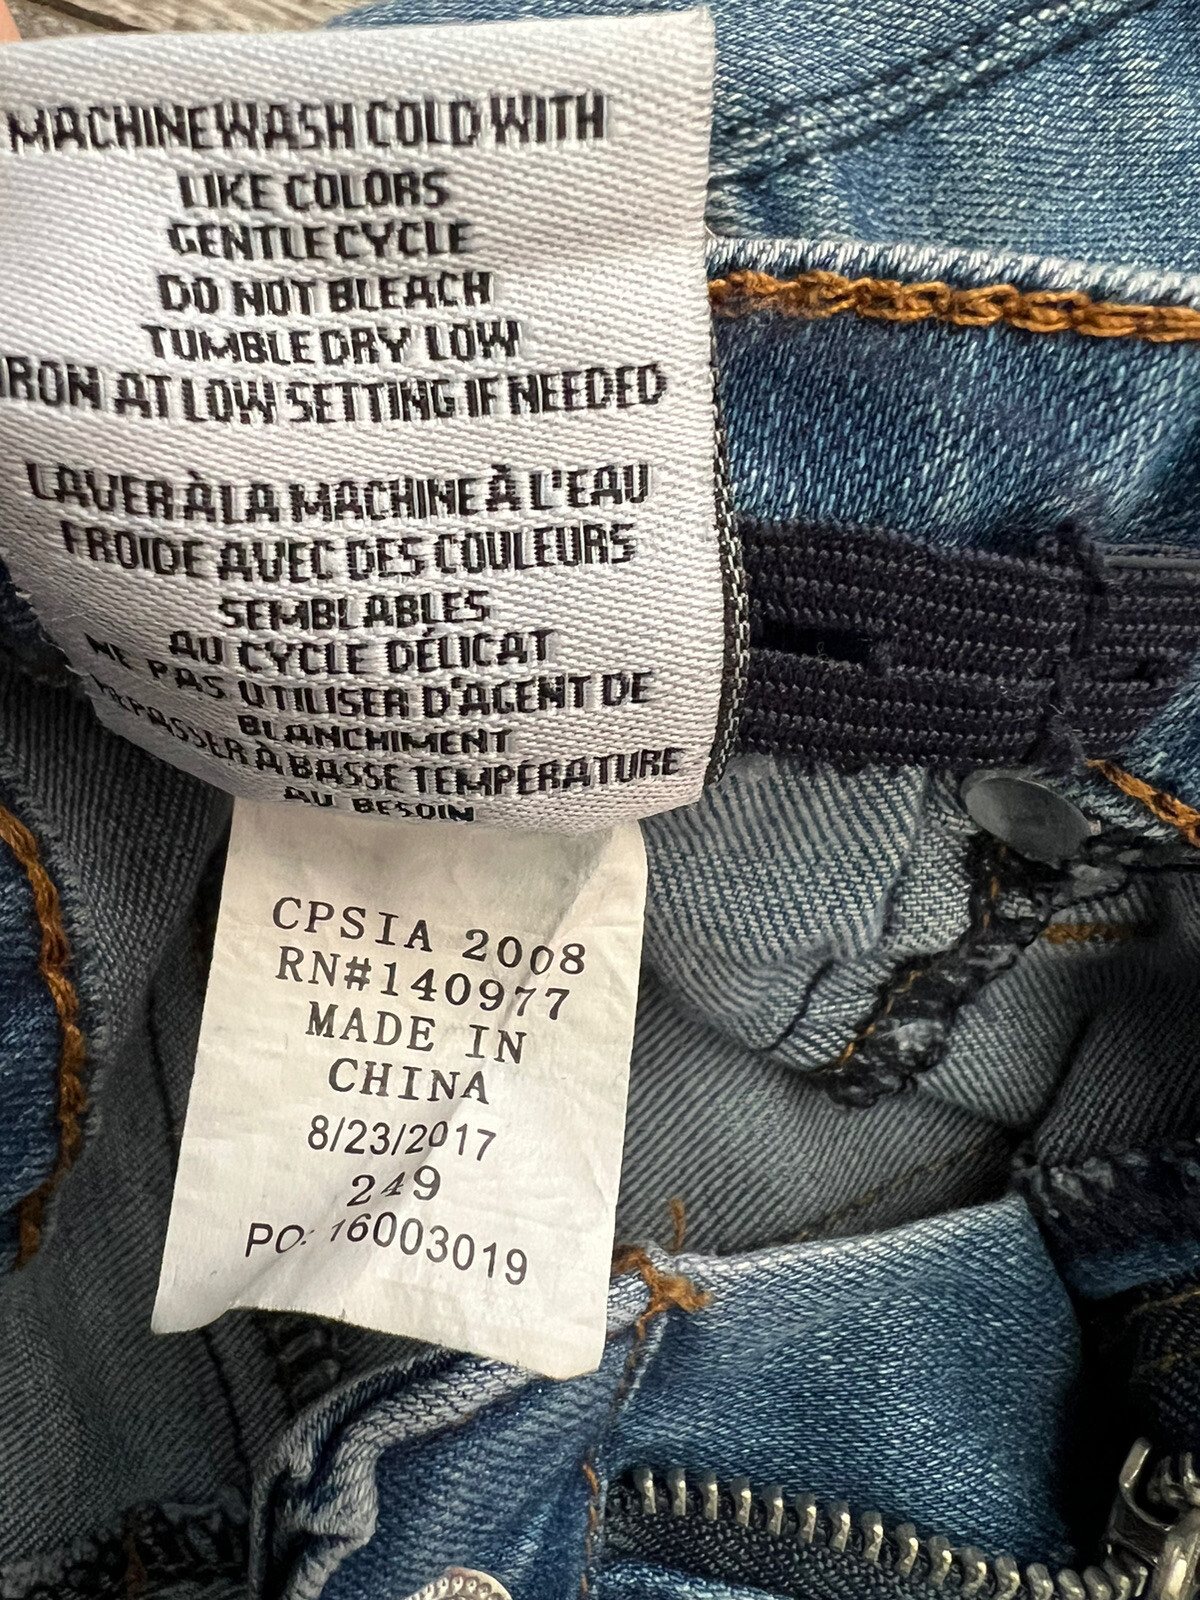 MACHINE WASH COLD WITH
LIKE COLORS
GENTLE CYCLE
DO NOT BLEACH
TUMBLE DRY LOW
IRON AT LOW SETTING IF NEEDED
LAVER À LA MACHINE À L'EAU
FROIDE AVEC DES COULEURS
SEMBLABLES
AU CYCLE DÉLICAT
NE PAS UTILISER D'AGENT DE
BLANCHIMENT
REPASSER À BASSE TEMPERATURE
AU BESOIN
CPSIA 2008
RN#140977
MADE IN
CHINA
8/23/2017
249
PO: 16003019